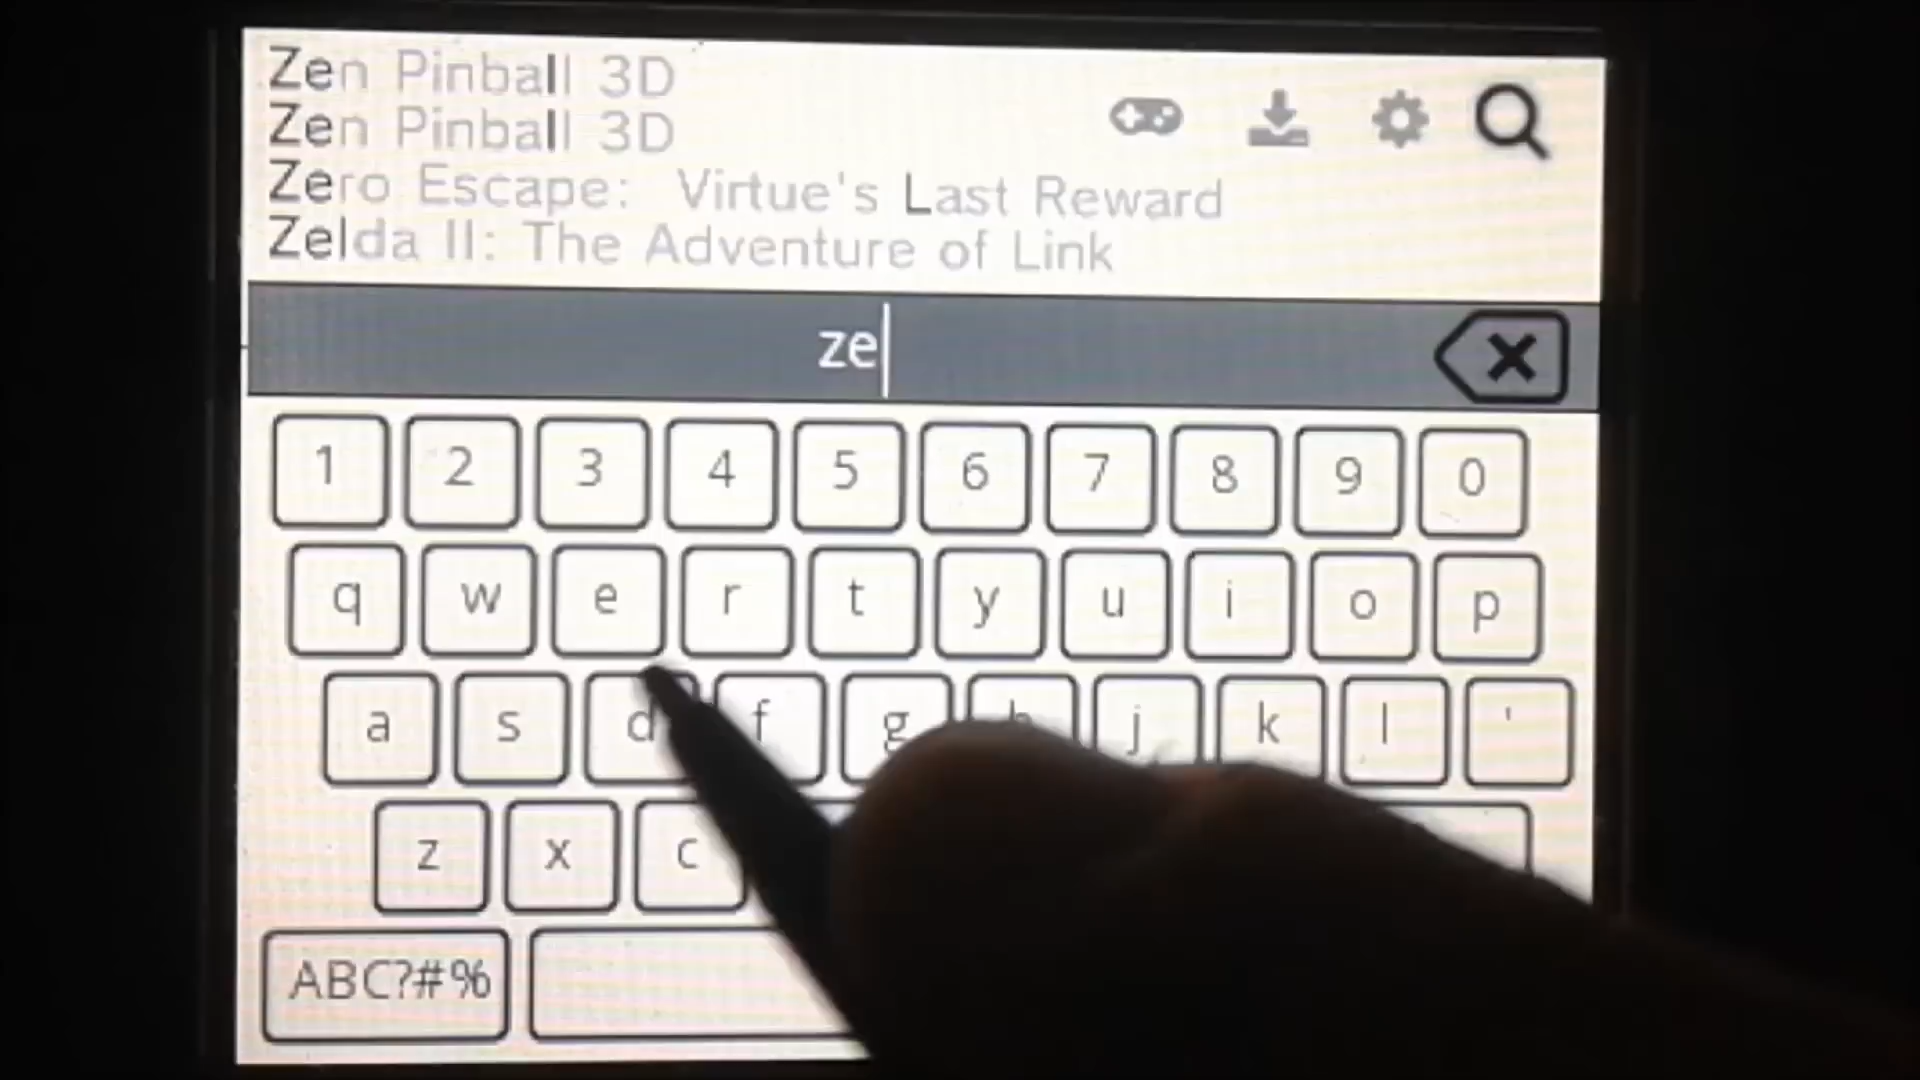 Zen Pinball 3D
Zen Pinball 3D
Zero Escape: Virtue's Last Reward
Zelda II: The Adventure of Link
ze
1 2 3 4 5 6 7 8 9 0
q w e r t y u i o p
a s d f g h j k l '
z x c
ABC?#%